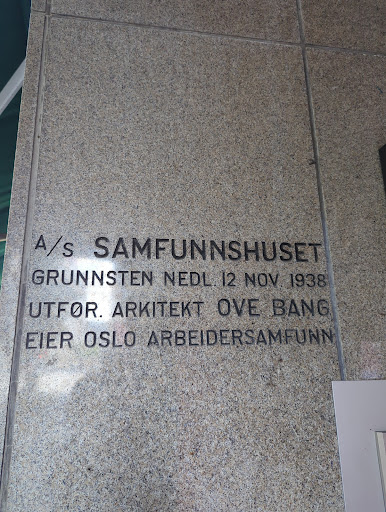 A/S SAMFUNNSHUSET
GRUNNSTEN NEDL. 12 NOV. 1938
UTFØR. ARKITEKT OVE BANG
EIER OSLO ARBEIDERSAMFUNN